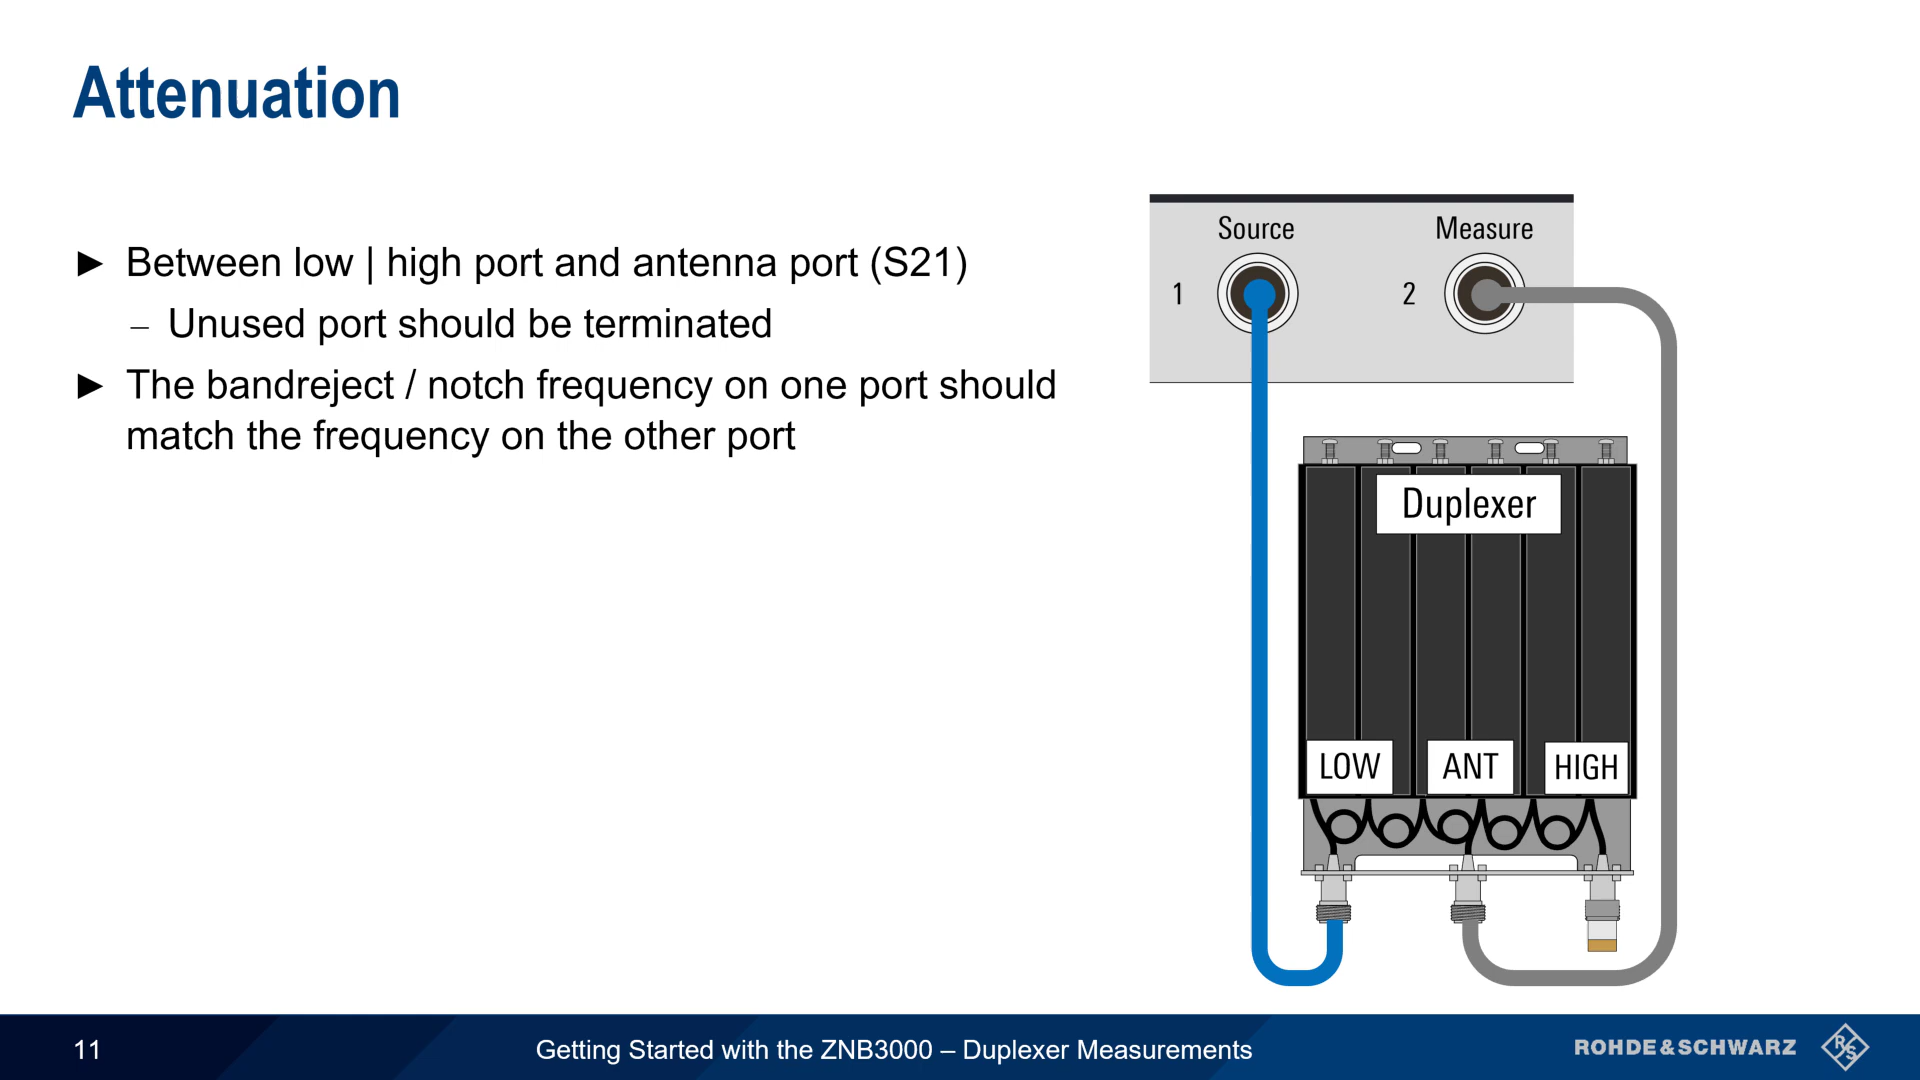 Attenuation
► Between low | high port and antenna port (S21)
– Unused port should be terminated
► The bandreject / notch frequency on one port should
match the frequency on the other port
Source
Measure
1
2
Duplexer
LOW
ANT
HIGH
11
Getting Started with the ZNB3000 – Duplexer Measurements
ROHDE&SCHWARZ
R&S